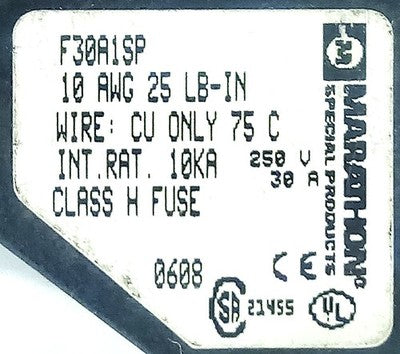 F30A1SP
10 AWG 25 LB-IN
WIRE: CU ONLY 75 C
INT.RAT. 10KA 250 V
30 A
CLASS H FUSE
0608
CE
SA 21455 UL
M
MARATHON
SPECIAL PRODUCTS